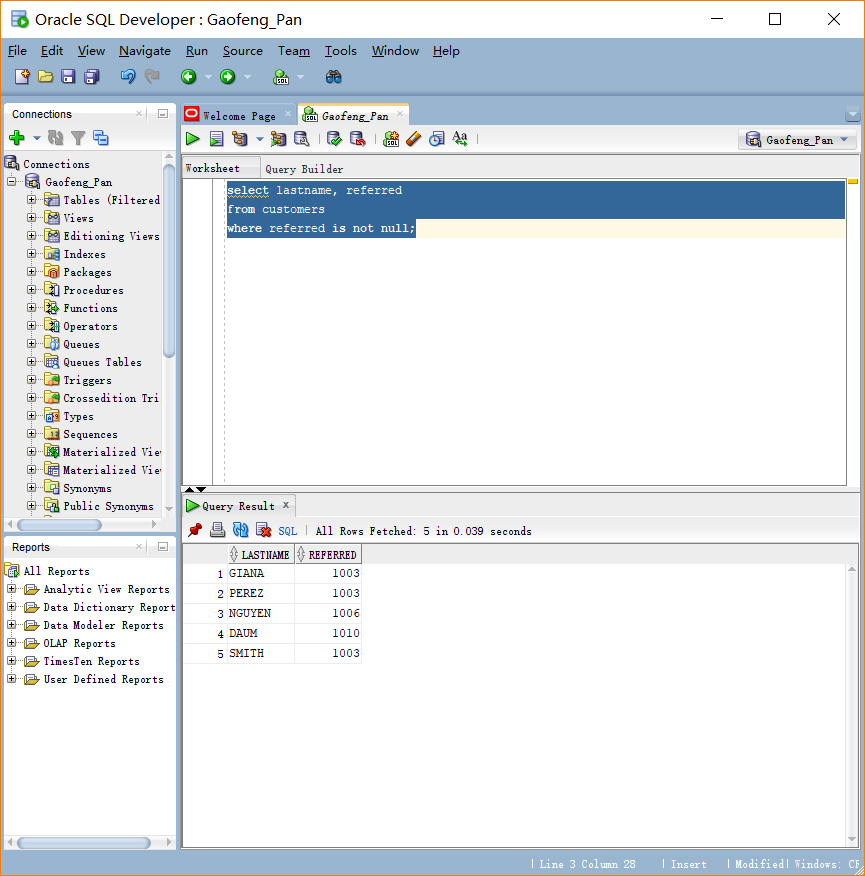 Oracle SQL Developer : Gaofeng_Pan
File Edit View Navigate Run Source Team Tools Window Help
Connections
Connections
Gaofeng_Pan
Tables (Filtered
Views
Editioning Views
Indexes
Packages
Procedures
Functions
Operators
Queues
Queues Tables
Triggers
Crossedition Tri
Types
Sequences
Materialized Vie
Materialized Vie
Synonyms
Public Synonyms
Reports
All Reports
Analytic View Reports
Data Dictionary Report
Data Modeler Reports
OLAP Reports
TimesTen Reports
User Defined Reports
Welcome Page Gaofeng_Pan
Gaofeng_Pan
Worksheet Query Builder
select lastname, referred
from customers
where referred is not null;
Query Result
SQL | All Rows Fetched: 5 in 0.039 seconds
LASTNAME REFERRED
1 GIANA 1003
2 PEREZ 1003
3 NGUYEN 1006
4 DAUM 1010
5 SMITH 1003
| Line 3 Column 28 | Insert | Modified| Windows: CR